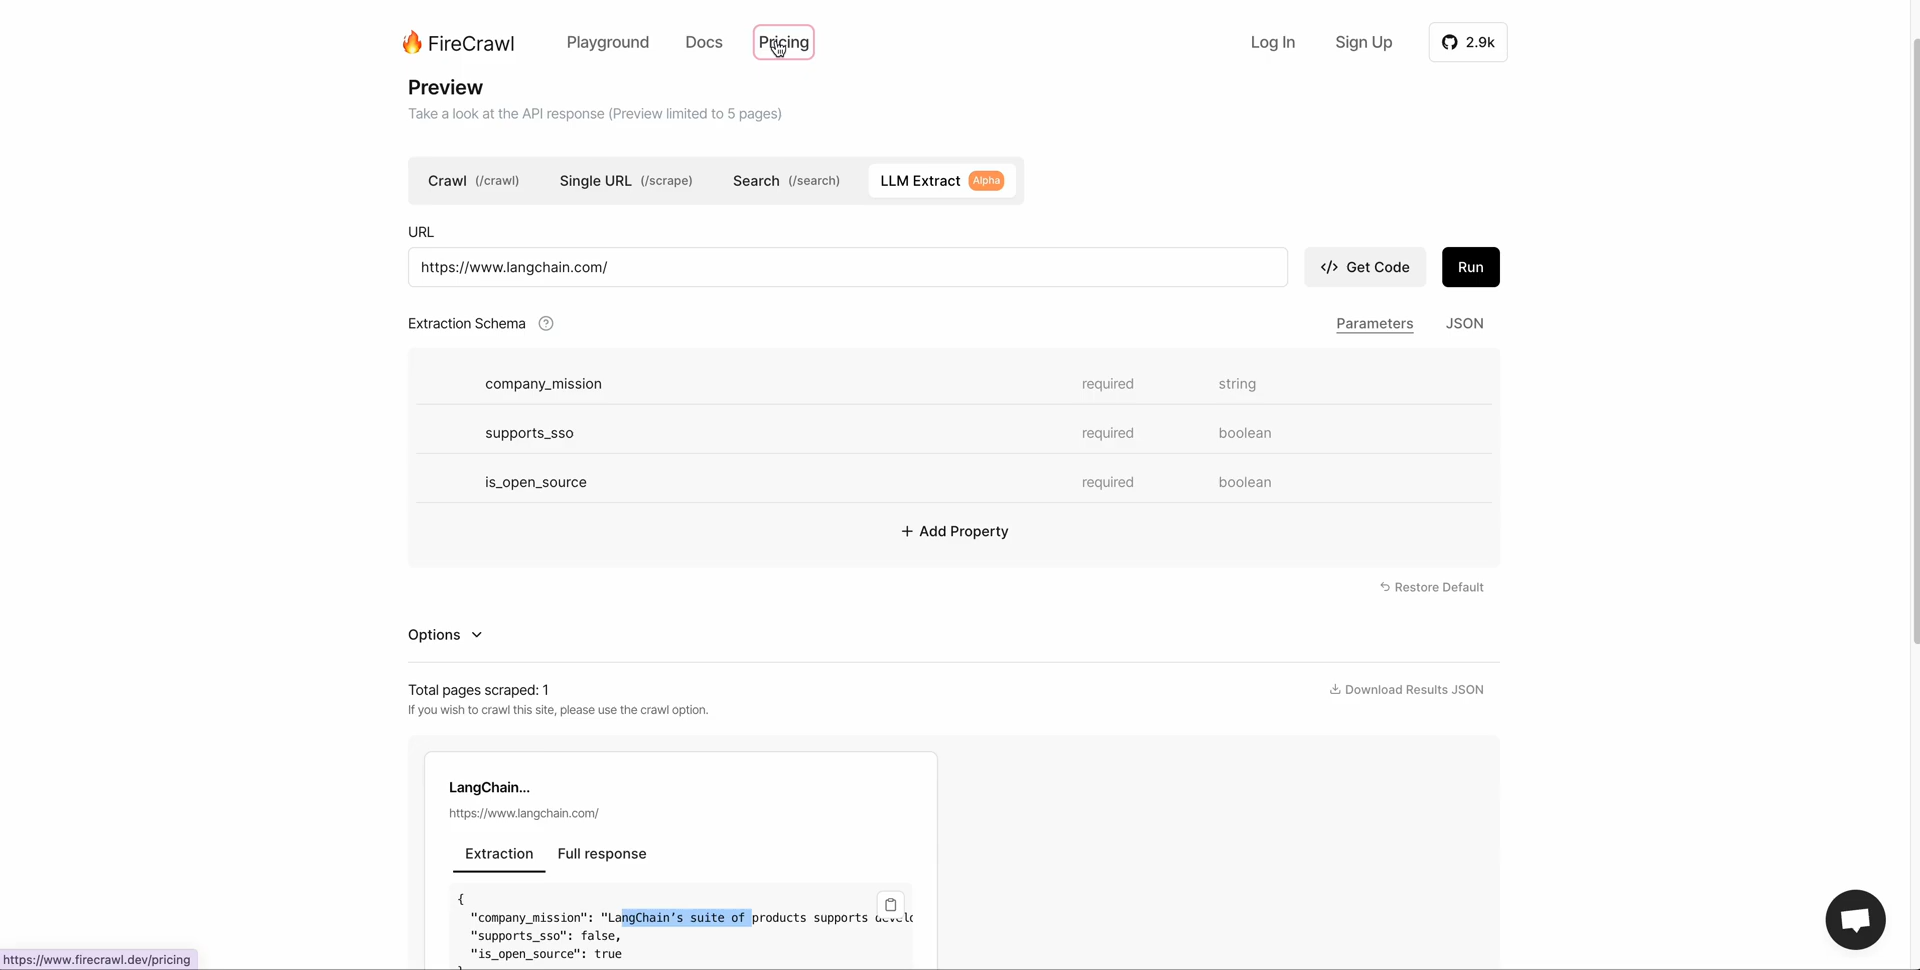 FireCrawl
Playground
Docs
Pricing
Log In
Sign Up
2.9k
Preview
Take a look at the API response (Preview limited to 5 pages)
Crawl (/crawl)
Single URL (/scrape)
Search (/search)
LLM Extract Alpha
URL
https://www.langchain.com/
</> Get Code
Run
Extraction Schema
Parameters
JSON
company_mission required string
supports_sso required boolean
is_open_source required boolean
+ Add Property
Restore Default
Options
Total pages scraped: 1
Download Results JSON
If you wish to crawl this site, please use the crawl option.
LangChain...
https://www.langchain.com/
Extraction
Full response
{
"company_mission": "LangChain’s suite of products supports
"supports_sso": false,
"is_open_source": true
https://www.firecrawl.dev/pricing